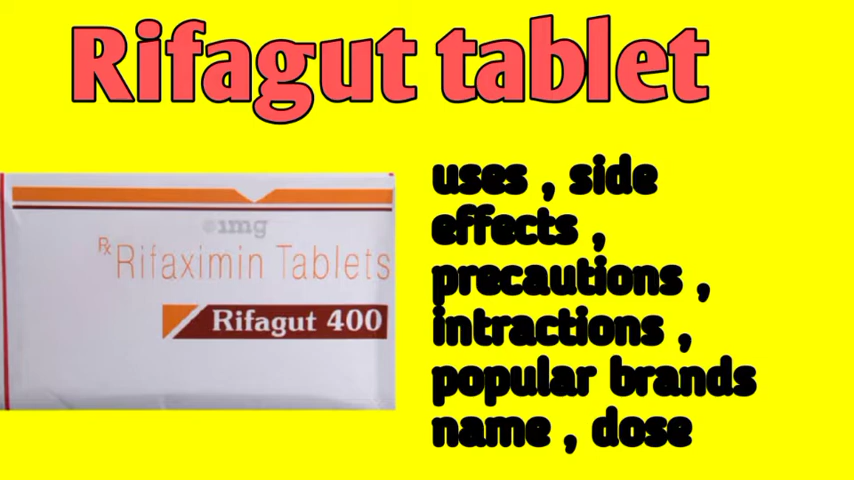 Rifagut tablet
1mg
Rx Rifaximin Tablets
Rifagut 400
uses , side
effects ,
precautions ,
intractions ,
popular brands
name , dose